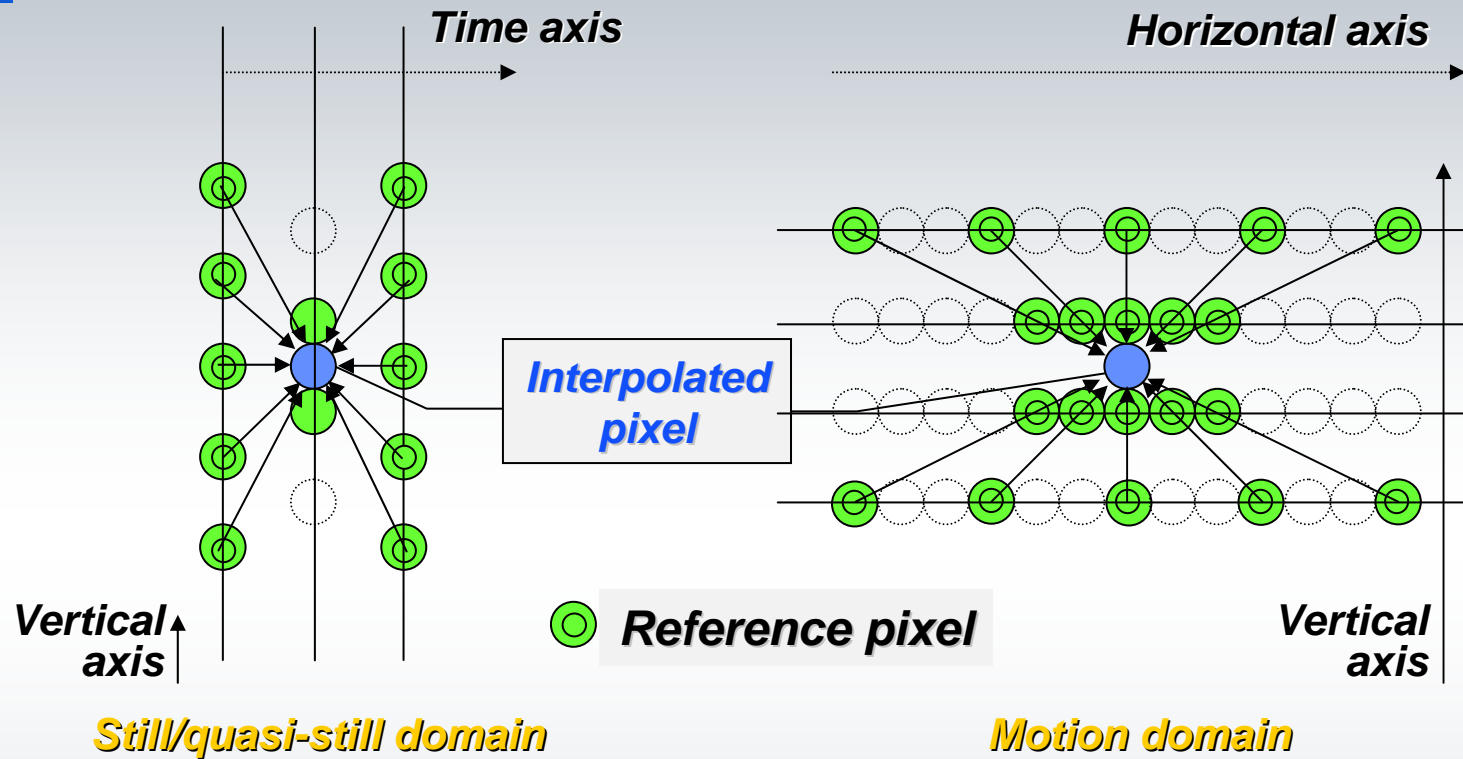 Time axis
Horizontal axis
Interpolated
pixel
Reference pixel
Vertical
axis
Vertical
axis
Still/quasi-still domain
Motion domain